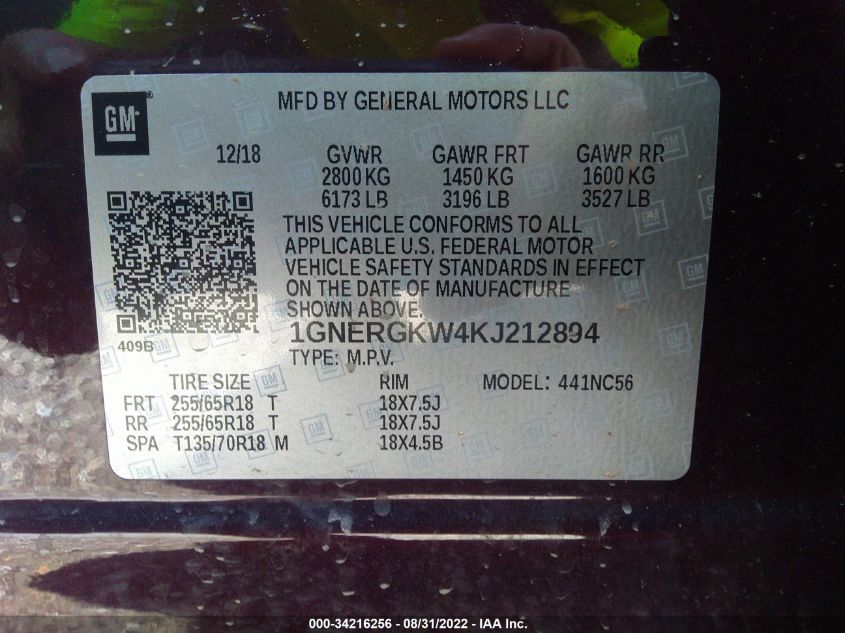 GM®
MFD BY GENERAL MOTORS LLC
12/18 GVWR GAWR FRT GAWR RR
2800 KG 1450 KG 1600 KG
6173 LB 3196 LB 3527 LB
THIS VEHICLE CONFORMS TO ALL
APPLICABLE U.S. FEDERAL MOTOR
VEHICLE SAFETY STANDARDS IN EFFECT
ON THE DATE OF MANUFACTURE
SHOWN ABOVE.
409B 1GNERGKW4KJ212894
TYPE: M.P.V.
TIRE SIZE RIM MODEL: 441NC56
FRT 255/65R18 T 18X7.5J
RR 255/65R18 T 18X7.5J
SPA T135/70R18 M 18X4.5B
000-34216256 - 08/31/2022 - IAA Inc.